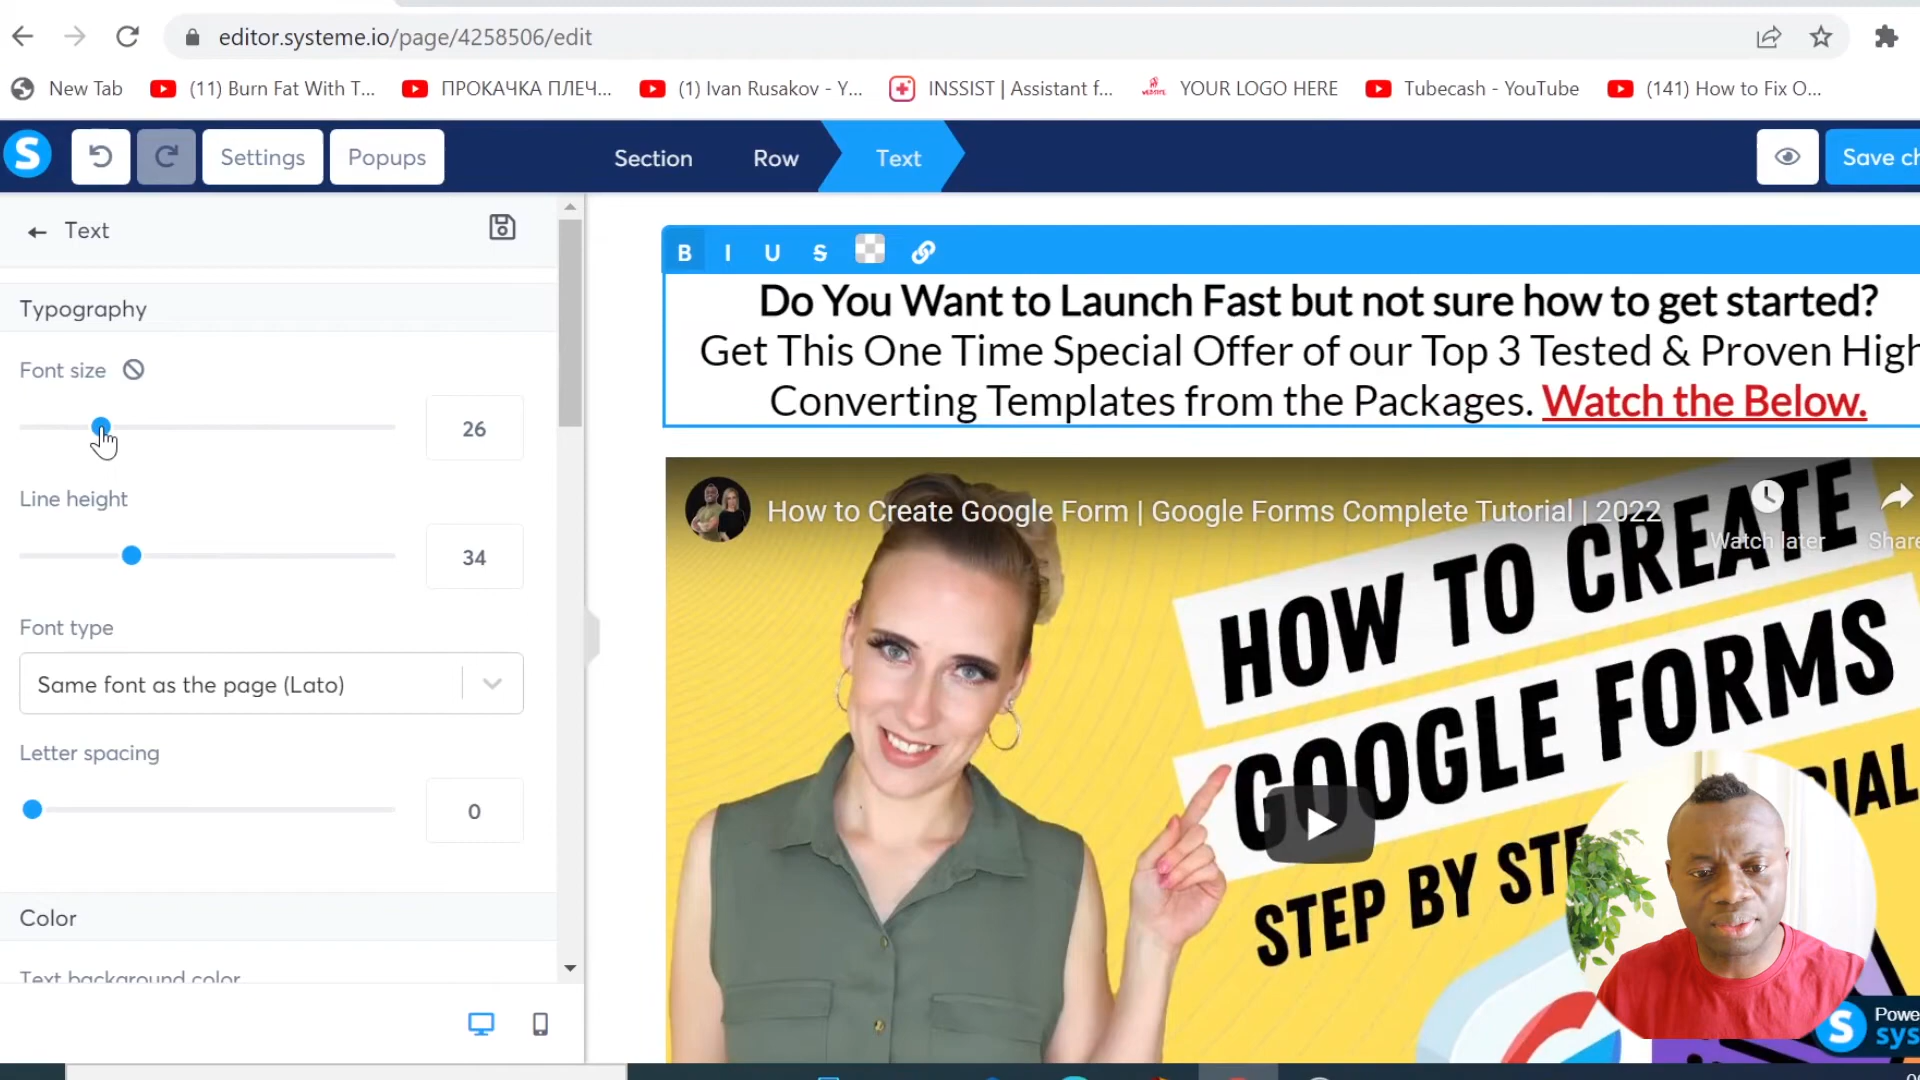 editor.systeme.io/page/4258506/edit
New Tab
(11) Burn Fat With T...
ПРОКАЧКА ПЛЕЧ...
(1) Ivan Rusakov - Y...
INSSIST | Assistant f...
YOUR LOGO HERE
Tubecash - YouTube
(141) How to Fix O...
S
Settings
Popups
Section
Row
Text
Save ch
Text
B I U S
Do You Want to Launch Fast but not sure how to get started?
Get This One Time Special Offer of our Top 3 Tested & Proven High
Converting Templates from the Packages. Watch the Below.
Typography
Font size
26
Line height
34
Font type
Same font as the page (Lato)
Letter spacing
0
Color
Text background color
How to Create Google Form | Google Forms Complete Tutorial | 2022
Watch later
Share
HOW TO CREATE
GOOGLE FORMS
STEP BY STE
IAL
S
Powe
sys